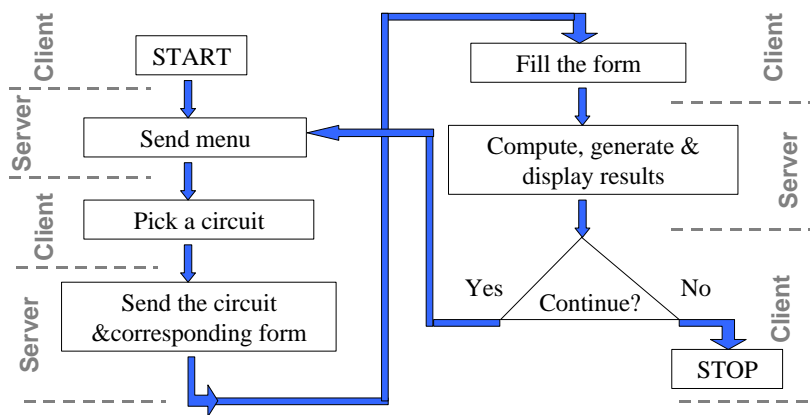 Client
START
Server
Send menu
Client
Pick a circuit
Server
Send the circuit
&corresponding form
Client
Fill the form
Server
Compute, generate &
display results
Client
Yes
Continue?
No
STOP